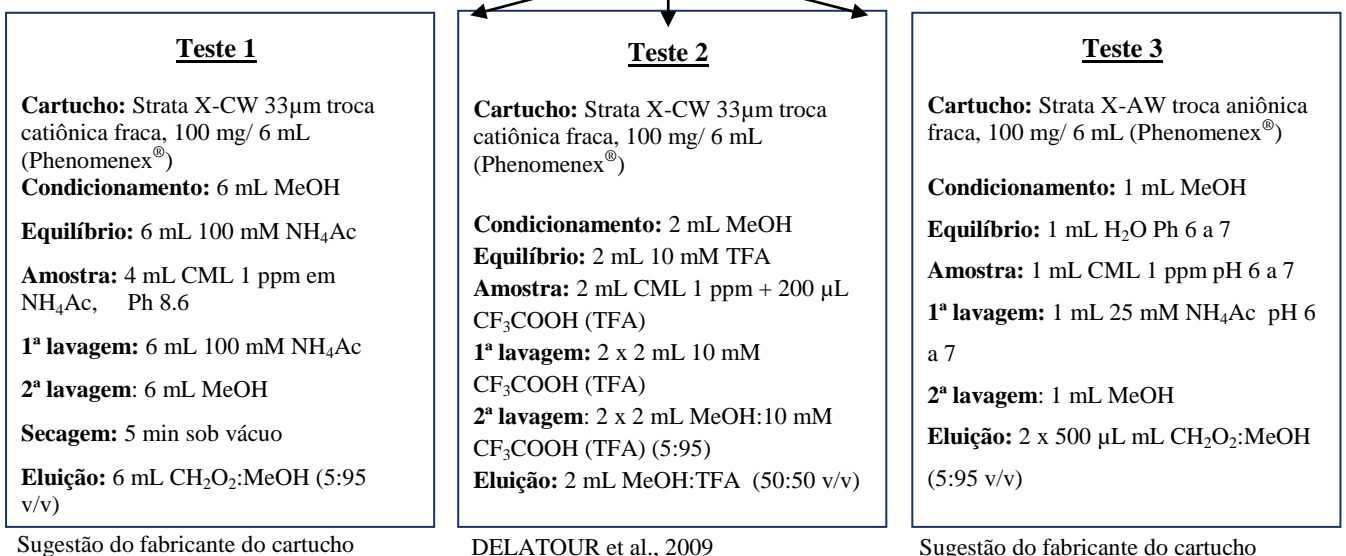 Teste 1
Cartucho: Strata X-CW 33µm troca
catiônica fraca, 100 mg/ 6 mL
(Phenomenex®)
Condicionamento: 6 mL MeOH
Equilíbrio: 6 mL 100 mM NH₄Ac
Amostra: 4 mL CML 1 ppm em
NH₄Ac, Ph 8.6
1ª lavagem: 6 mL 100 mM NH₄Ac
2ª lavagem: 6 mL MeOH
Secagem: 5 min sob vácuo
Eluição: 6 mL CH₂O₂:MeOH (5:95
v/v)
Sugestão do fabricante do cartucho
Teste 2
Cartucho: Strata X-CW 33µm troca
catiônica fraca, 100 mg/ 6 mL
(Phenomenex®)
Condicionamento: 2 mL MeOH
Equilíbrio: 2 mL 10 mM TFA
Amostra: 2 mL CML 1 ppm + 200 µL
CF₃COOH (TFA)
1ª lavagem: 2 x 2 mL 10 mM
CF₃COOH (TFA)
2ª lavagem: 2 x 2 mL MeOH:10 mM
CF₃COOH (TFA) (5:95)
Eluição: 2 mL MeOH:TFA (50:50 v/v)
DELATOUR et al., 2009
Teste 3
Cartucho: Strata X-AW troca aniônica
fraca, 100 mg/ 6 mL (Phenomenex®)
Condicionamento: 1 mL MeOH
Equilíbrio: 1 mL H₂O Ph 6 a 7
Amostra: 1 mL CML 1 ppm pH 6 a 7
1ª lavagem: 1 mL 25 mM NH₄Ac pH 6
a 7
2ª lavagem: 1 mL MeOH
Eluição: 2 x 500 µL mL CH₂O₂:MeOH
(5:95 v/v)
Sugestão do fabricante do cartucho